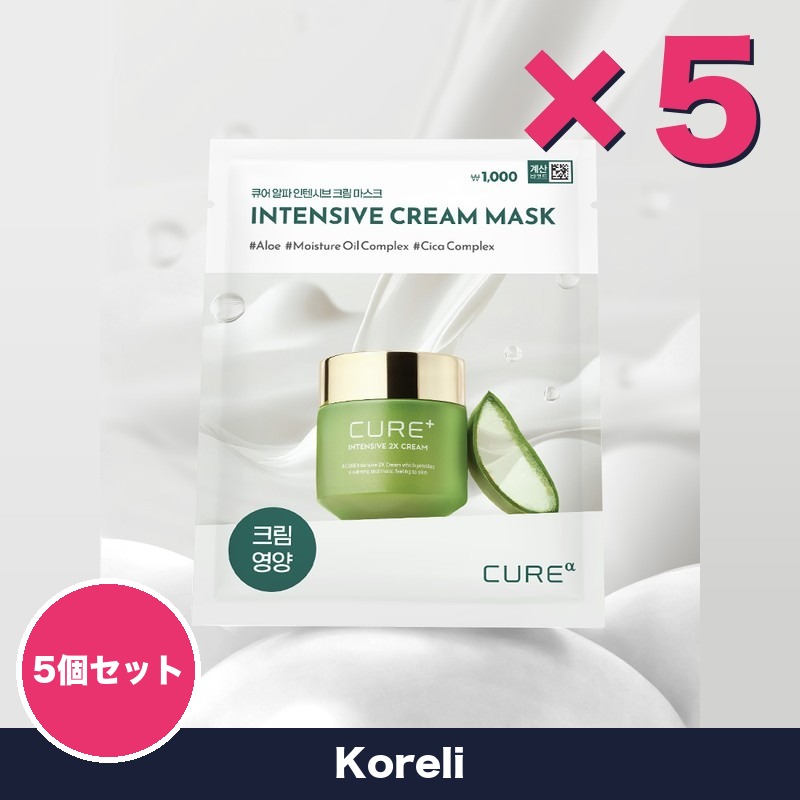 ×5
₩1,000
계산
큐어 알파 인텐시브 크림 마스크
INTENSIVE CREAM MASK
#Aloe #Moisture Oil Complex #Cica Complex
CURE+
INTENSIVE 2X CREAM
크림
영양
CUREα
5個セット
Koreli